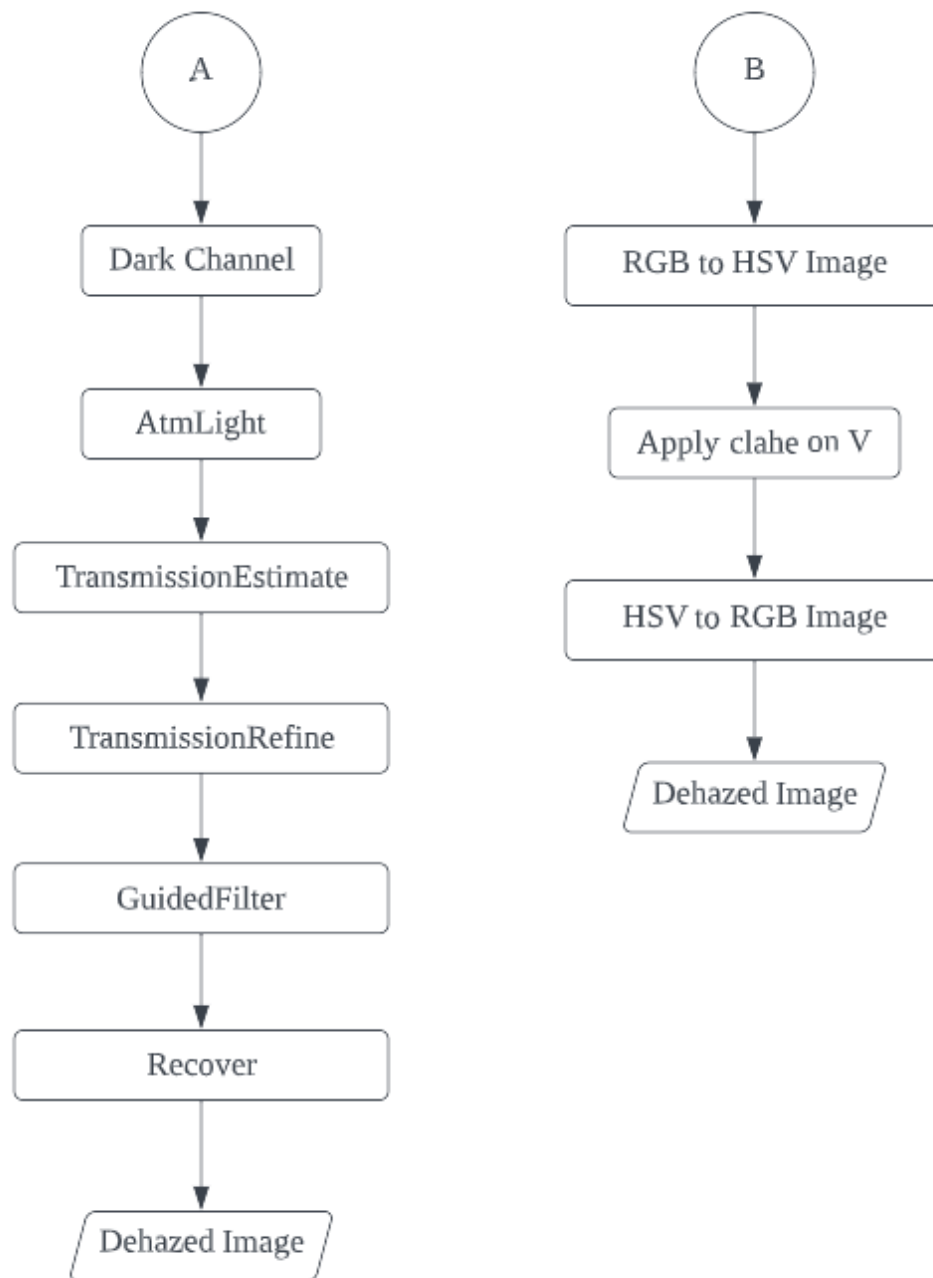 A
Dark Channel
AtmLight
TransmissionEstimate
TransmissionRefine
GuidedFilter
Recover
Dehazed Image
B
RGB to HSV Image
Apply clahe on V
HSV to RGB Image
Dehazed Image